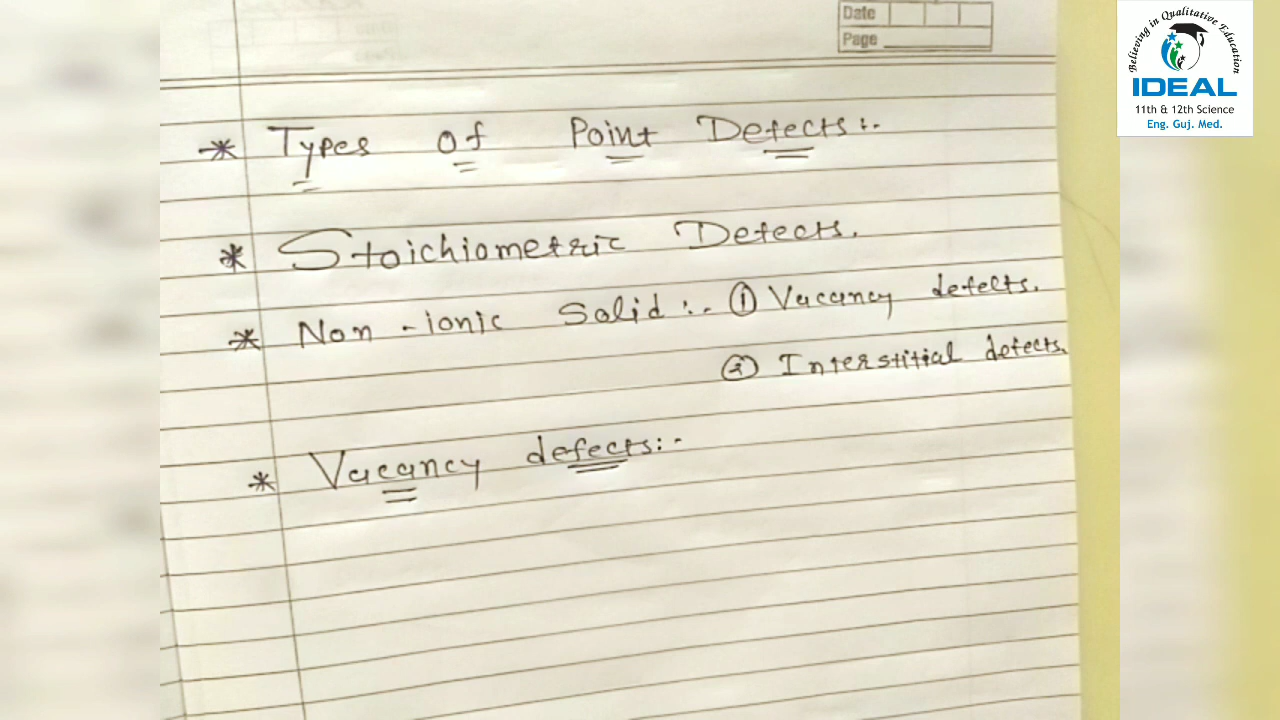 Date
Page
Believing in Qualitative Education
IDEAL
11th & 12th Science
Eng. Guj. Med.
* Types of Point Defects:-
* Stoichiometric Defects.
* Non-ionic Solid:- ① Vacancy defects.
② Interstitial defects.
* Vacancy defects:-